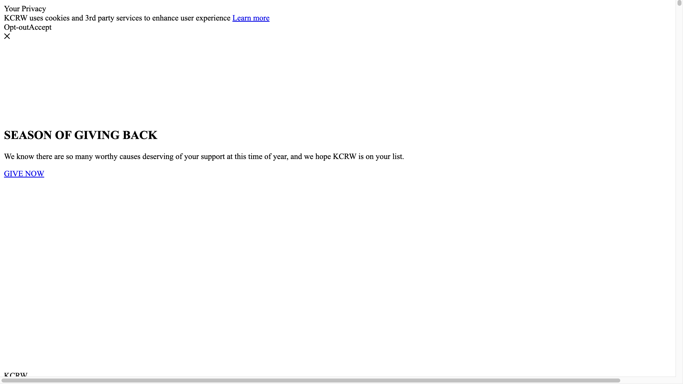 Your Privacy
KCRW uses cookies and 3rd party services to enhance user experience Learn more
Opt-outAccept
SEASON OF GIVING BACK
We know there are so many worthy causes deserving of your support at this time of year, and we hope KCRW is on your list.
GIVE NOW
KCRW